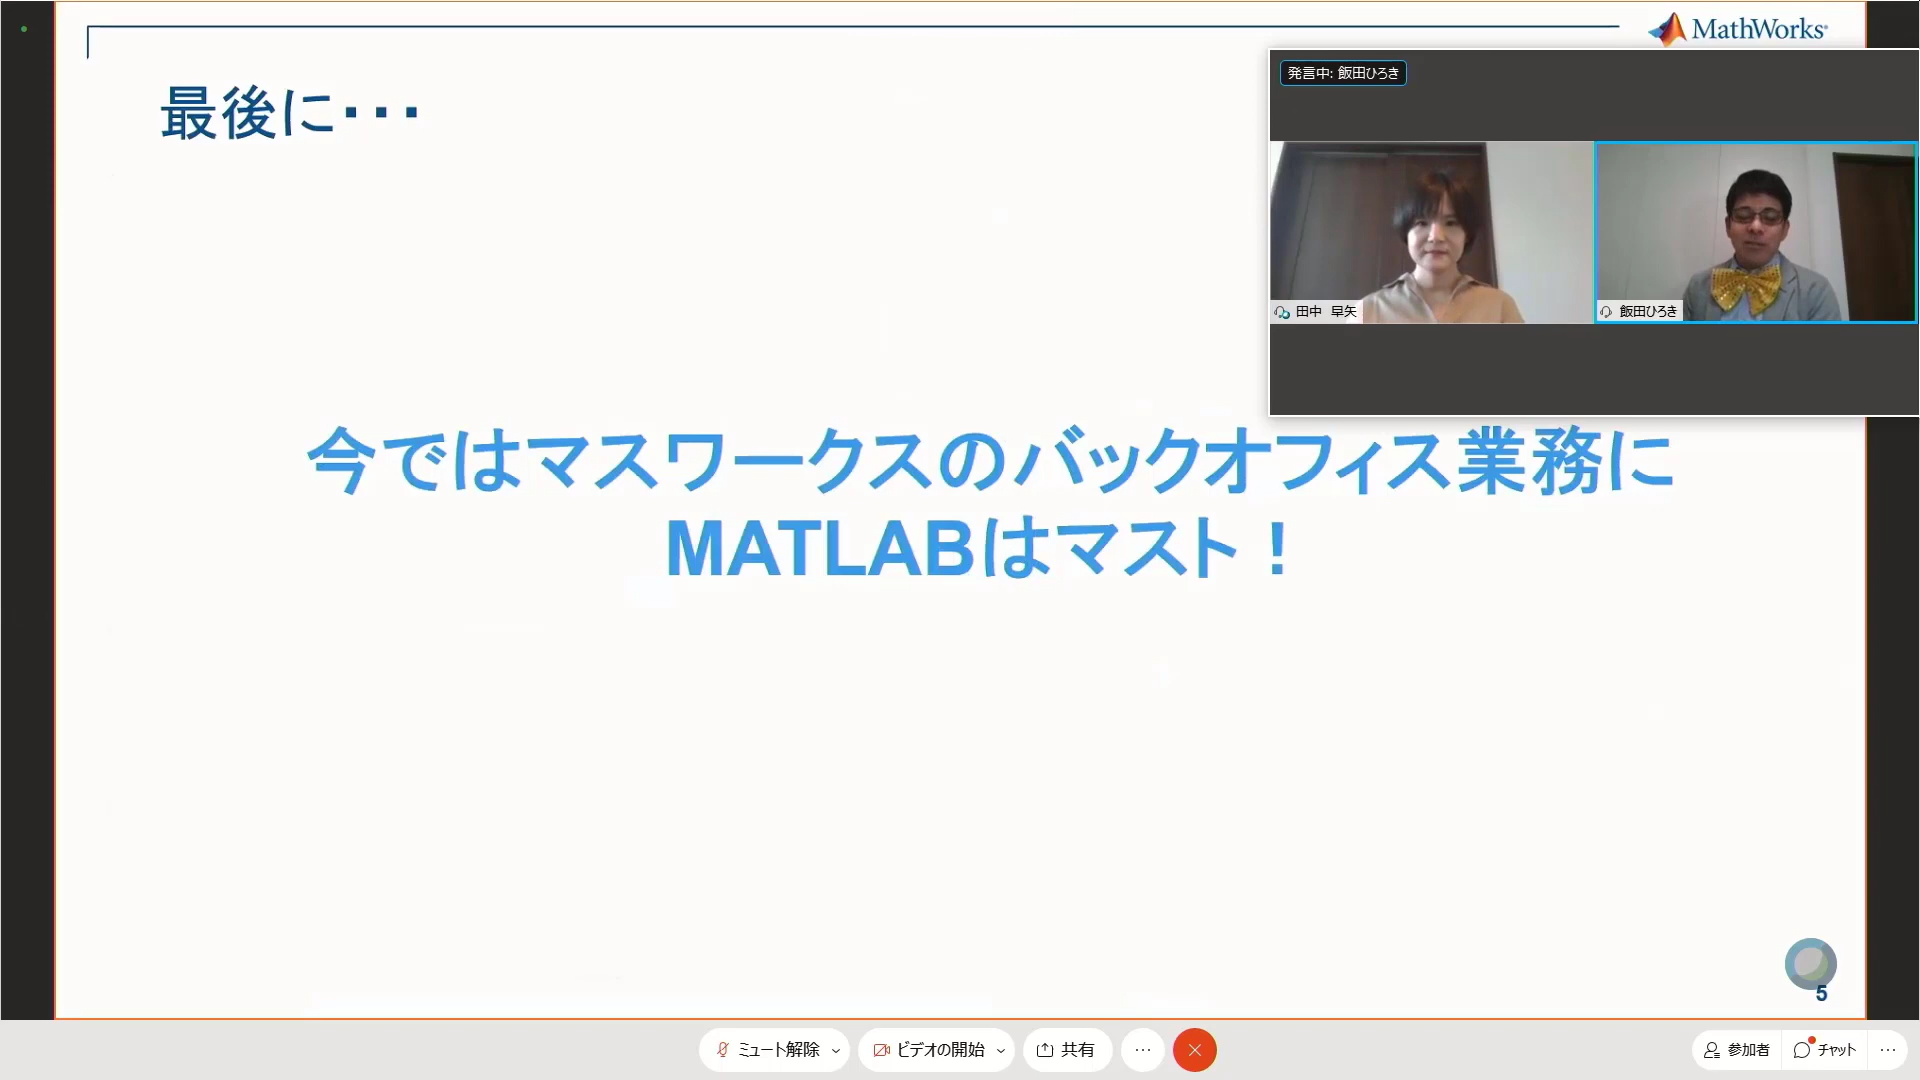 MathWorks®
発言中: 飯田ひろき
最後に・・・
田中 早矢
飯田ひろき
今ではマスワークスのバックオフィス業務に
MATLABはマスト！
5
ミュート解除
ビデオの開始
共有
参加者
チャット